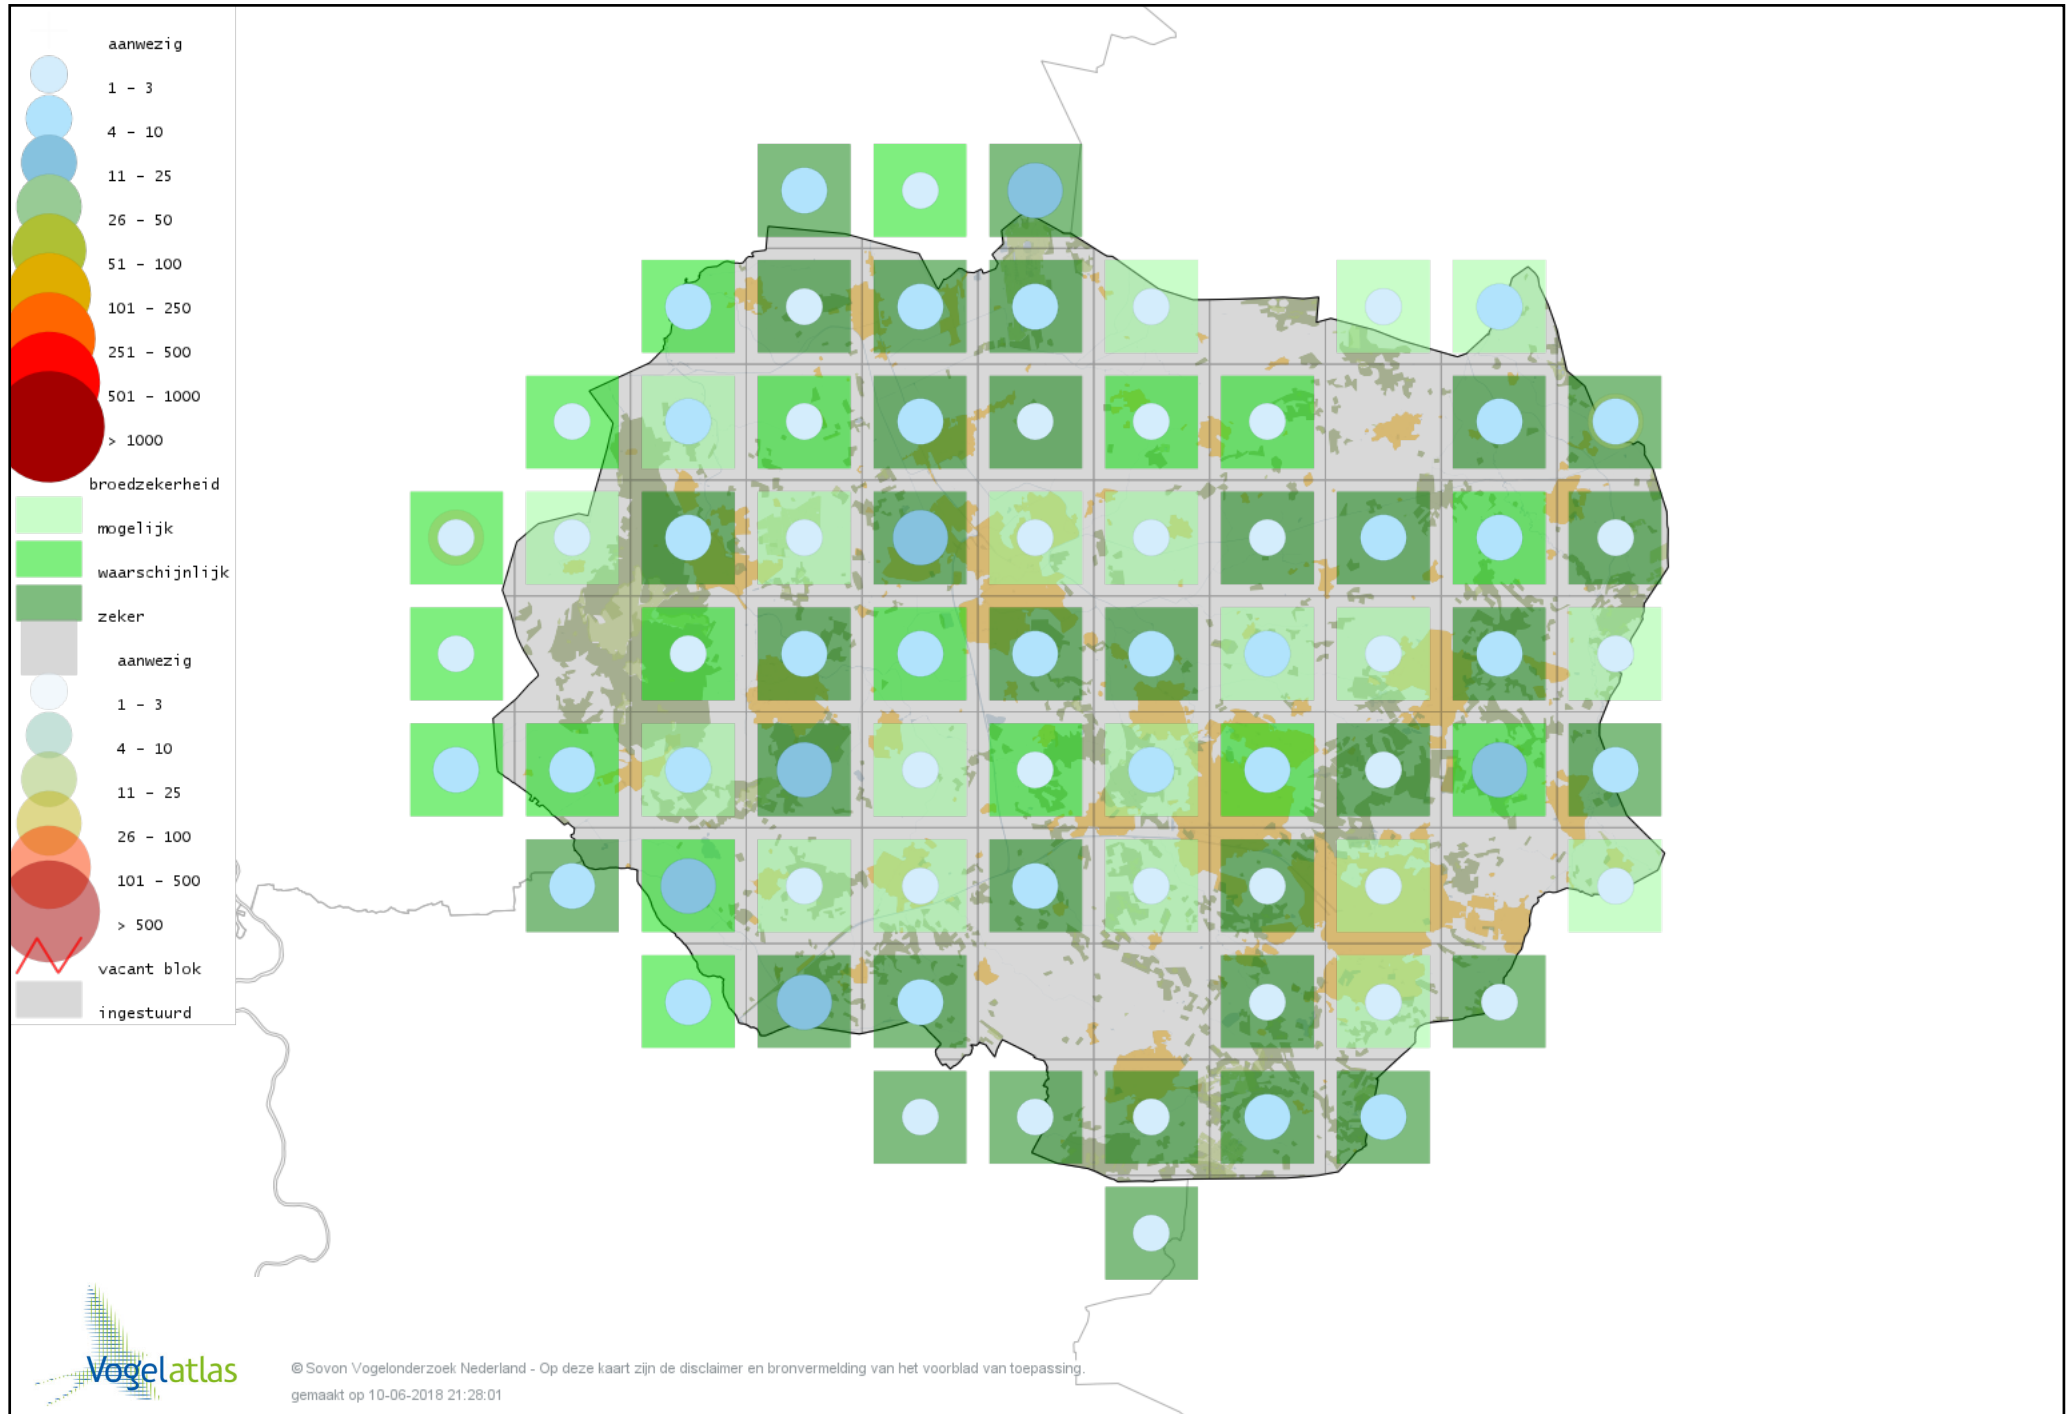 aanwezig
1 - 3
4 - 10
11 - 25
26 - 50
51 - 100
101 - 250
251 - 500
501 - 1000
> 1000
broedzekerheid
mogelijk
waarschijnlijk
zeker
aanwezig
1 - 3
4 - 10
11 - 25
26 - 100
101 - 500
> 500
vacant blok
ingestuurd
Vogelatlas
© Sovon Vogelonderzoek Nederland - Op deze kaart zijn de disclaimer en bronvermelding van het voorblad van toepassing.
gemaakt op 10-06-2018 21:28:01